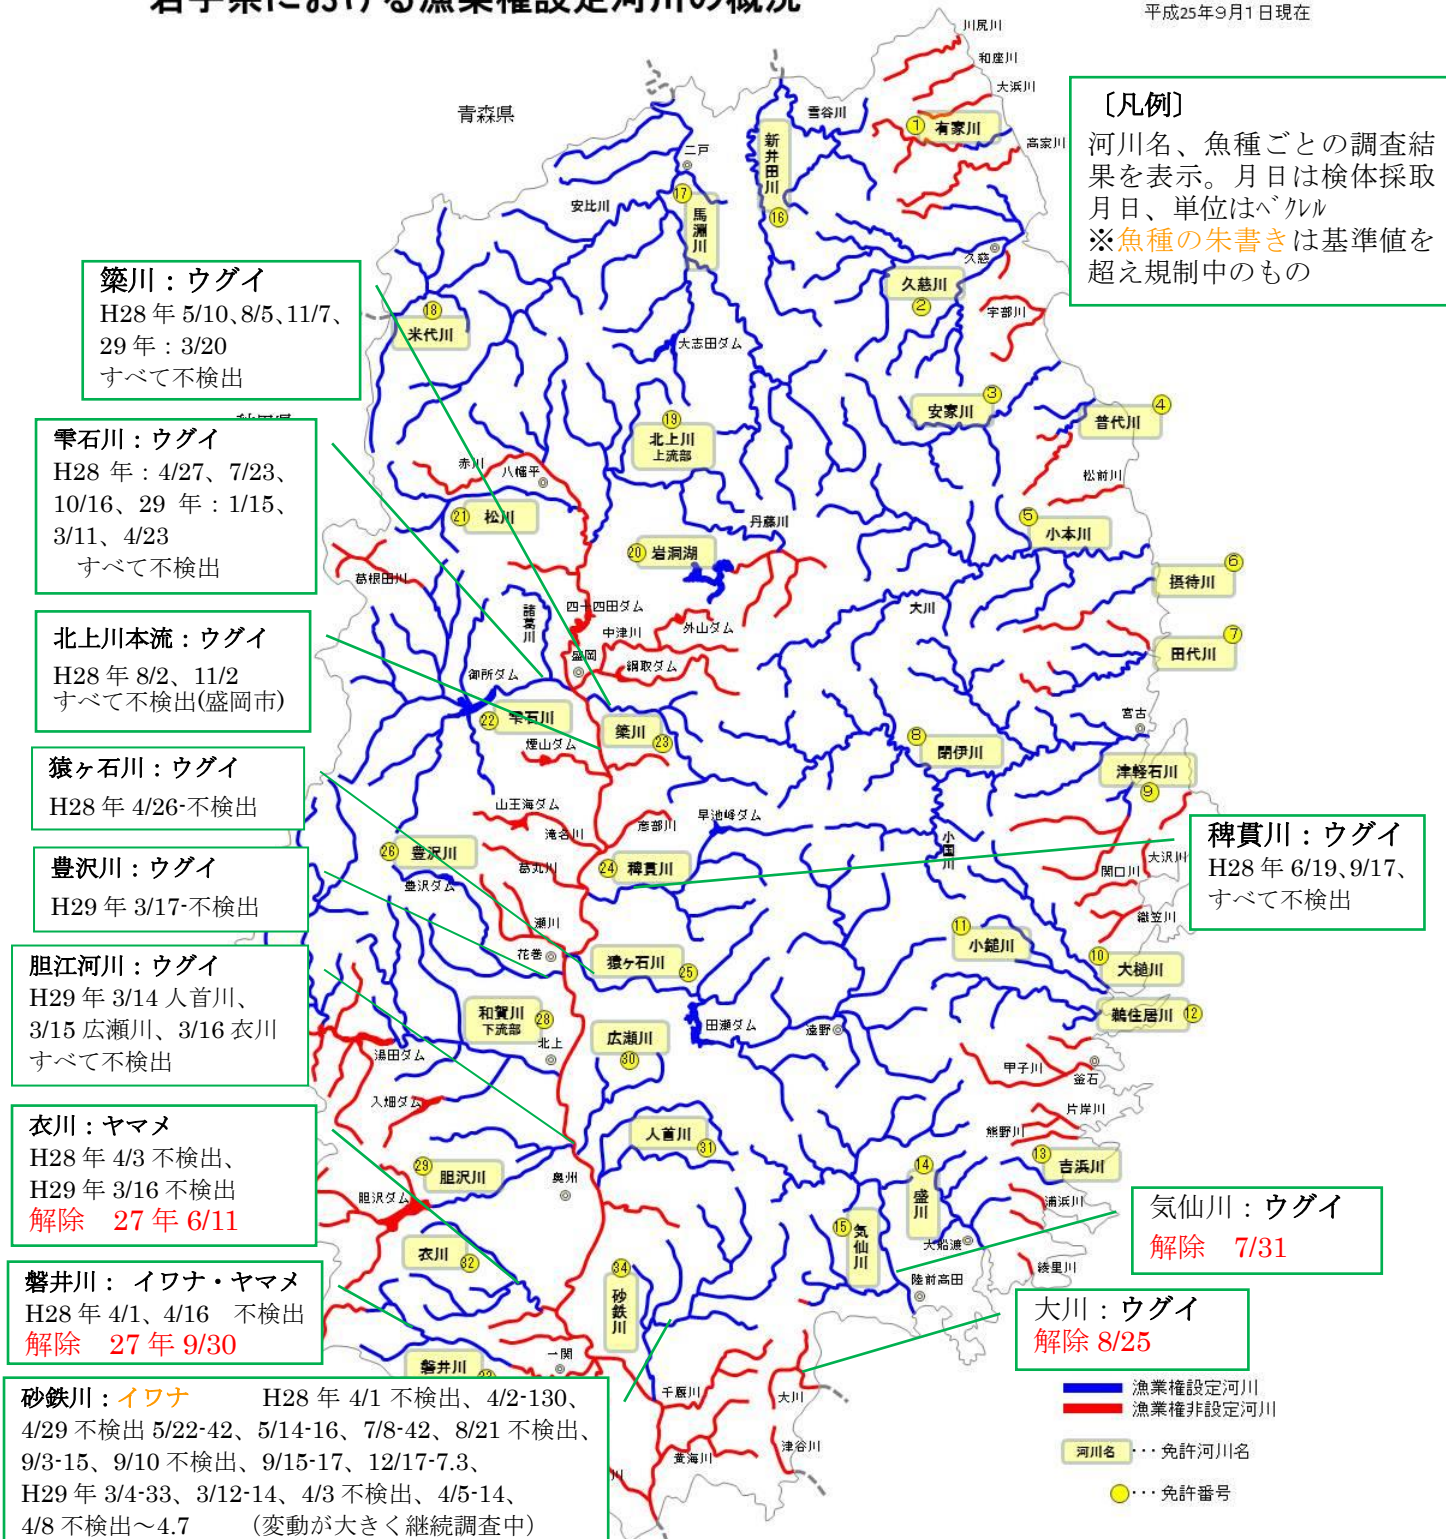 岩手県における漁業権設定河川の概況
平成25年9月1日現在
〔凡例〕
河川名、魚種ごとの調査結
果を表示。月日は検体採取
月日、単位はベクレル
※魚種の朱書きは基準値を
超え規制中のもの
簗川：ウグイ
H28 年 5/10、8/5、11/7、
29 年：3/20
すべて不検出
雫石川：ウグイ
H28 年：4/27、7/23、
10/16、29 年：1/15、
3/11、4/23
すべて不検出
北上川本流：ウグイ
H28 年 8/2、11/2
すべて不検出(盛岡市)
猿ヶ石川：ウグイ
H28 年 4/26-不検出
豊沢川：ウグイ
H29 年 3/17-不検出
胆江河川：ウグイ
H29 年 3/14 人首川、
3/15 広瀬川、3/16 衣川
すべて不検出
衣川：ヤマメ
H28 年 4/3 不検出、
H29 年 3/16 不検出
解除 27 年 6/11
磐井川： イワナ・ヤマメ
H28 年 4/1、4/16 不検出
解除 27 年 9/30
砂鉄川：イワナ H28 年 4/1 不検出、4/2-130、
4/29 不検出 5/22-42、5/14-16、7/8-42、8/21 不検出、
9/3-15、9/10 不検出、9/15-17、12/17-7.3、
H29 年 3/4-33、3/12-14、4/3 不検出、4/5-14、
4/8 不検出～4.7 （変動が大きく継続調査中）
稗貫川：ウグイ
H28 年 6/19、9/17、
すべて不検出
気仙川：ウグイ
解除 7/31
大川：ウグイ
解除 8/25
漁業権設定河川
漁業権非設定河川
河川名 ･･･ 免許河川名
･･･ 免許番号
青森県
川尻川
和座川
大浜川
雪谷川
① 有家川
高家川
新井田川
⑯
二戸
⑰
馬淵川
安比川
久慈
久慈川
②
宇部川
⑱
米代川
大志田ダム
③
安家川
④
普代川
⑲
北上川
上流部
松前川
赤川
八幡平
㉑ 松川
⑤
小本川
丹藤川
⑳ 岩洞湖
⑥
摂待川
葛根田川
諸葛川
四十四田ダム
中津川
外山ダム
大川
⑦
田代川
盛岡
綱取ダム
御所ダム
㉒ 雫石川
簗川 ㉓
宮古
⑧
閉伊川
煙山ダム
津軽石川
⑨
山王海ダム
滝名川
彦部川
早池峰ダム
小国川
大沢川
関口川
㉖ 豊沢川
豊沢ダム
葛丸川
㉔ 稗貫川
織笠川
瀬川
花巻
猿ヶ石川 ㉕
⑪
小鎚川
⑩
大槌川
和賀川 ㉘
下流部
北上
広瀬川
㉚
田瀬ダム
遠野
鵜住居川 ⑫
湯田ダム
甲子川
釜石
入畑ダム
片岸川
熊野川
人首川
㉛
㉙
胆沢川
奥州
⑬
吉浜川
⑭
盛川
胆沢ダム
浦浜川
⑮
気仙川
大船渡
衣川
㉜
綾里川
㉞
砂鉄川
陸前高田
一関
磐井川
千厩川
大川
黄海川
津谷川